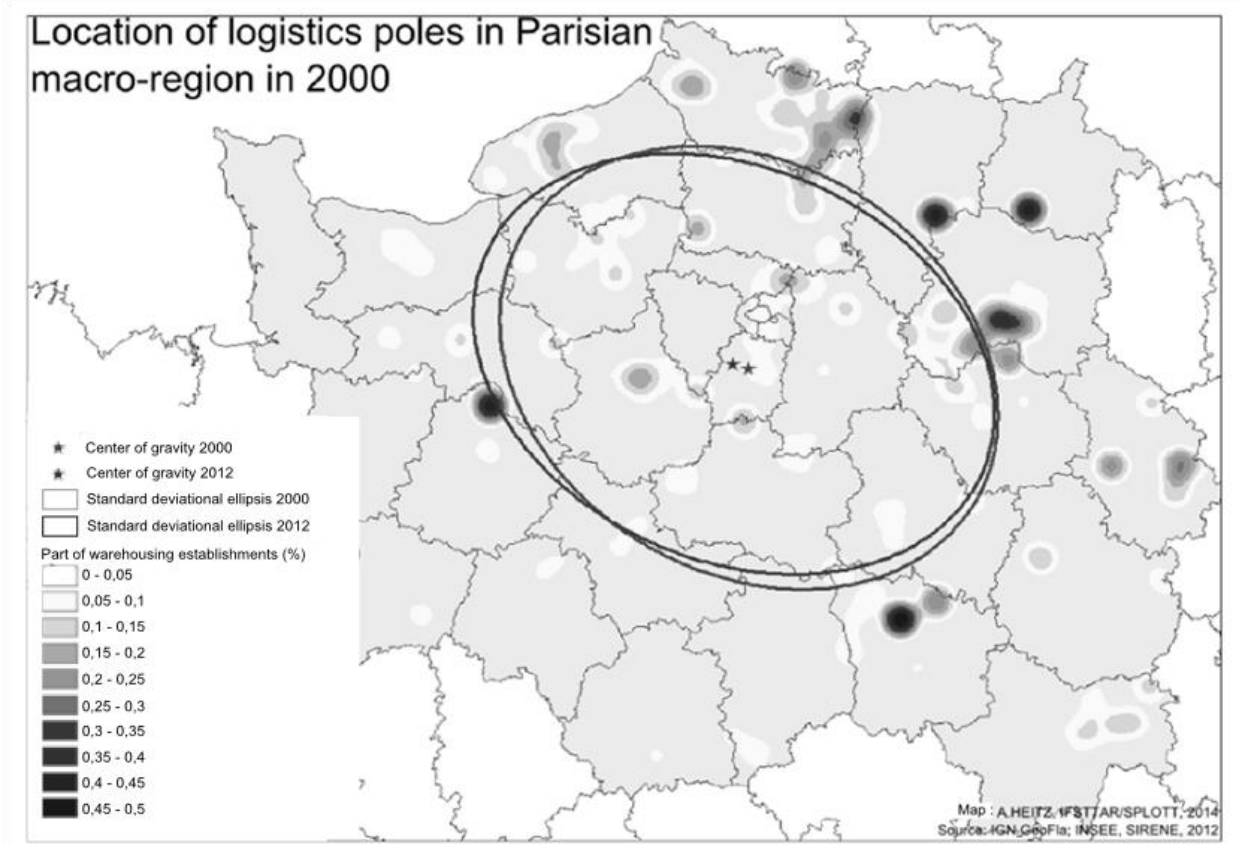 Location of logistics poles in Parisian
macro-region in 2000
Center of gravity 2000
Center of gravity 2012
Standard deviational ellipsis 2000
Standard deviational ellipsis 2012
Part of warehousing establishments (%)
0 - 0,05
0,05 - 0,1
0,1 - 0,15
0,15 - 0,2
0,2 - 0,25
0,25 - 0,3
0,3 - 0,35
0,35 - 0,4
0,4 - 0,45
0,45 - 0,5
Map : A.HEITZ, IFSTTAR/SPLOTT, 2014
Source: IGN GeoFla; INSEE, SIRENE, 2012